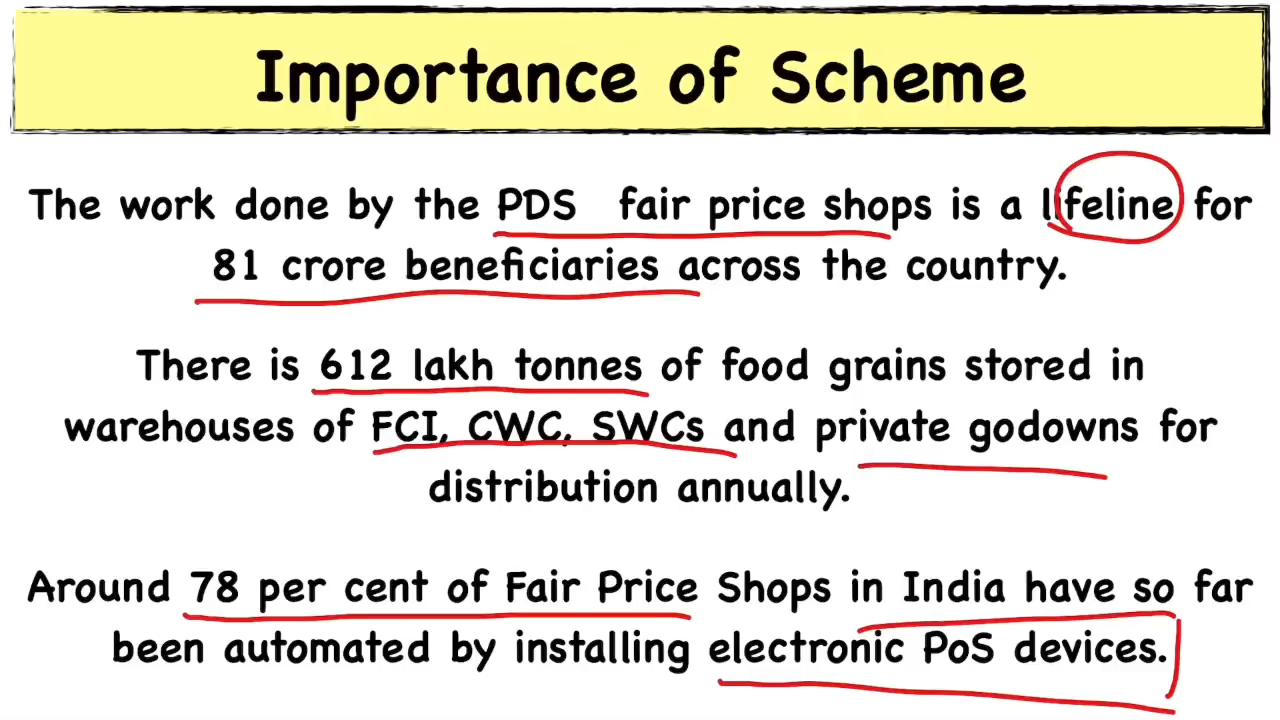 Importance of Scheme
The work done by the PDS fair price shops is a lifeline for
81 crore beneficiaries across the country.
There is 612 lakh tonnes of food grains stored in
warehouses of FCI, CWC, SWCs and private godowns for
distribution annually.
Around 78 per cent of Fair Price Shops in India have so far
been automated by installing electronic PoS devices.